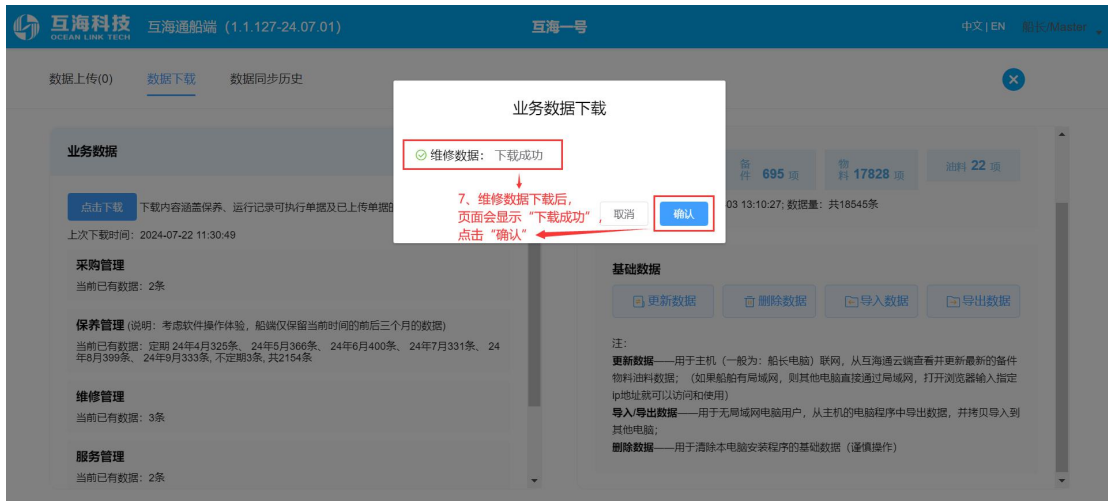 互海科技
OCEAN LINK TECH
互海通船端（1.1.127-24.07.01）
互海一号
中文 | EN
船长/Master
数据上传(0)
数据下载
数据同步历史
业务数据下载
维修数据： 下载成功
7、维修数据下载后，
页面会显示“下载成功”，
点击“确认”
取消
确认
业务数据
点击下载
下载内容涵盖保养、运行记录可执行单据及已上传单据的
上次下载时间：2024-07-22 11:30:49
采购管理
当前已有数据：2条
保养管理 (说明：考虑软件操作体验，船端仅保留当前时间的前后三个月的数据)
当前已有数据：定期 24年4月325条、 24年5月366条、 24年6月400条、 24年7月331条、 24
年8月399条、 24年9月333条, 不定期3条, 共2154条
维修管理
当前已有数据：3条
服务管理
当前已有数据：2条
备件 695 项
物料 17828 项
油料 22 项
03 13:10:27; 数据量：共18545条
基础数据
更新数据
删除数据
导入数据
导出数据
注：
更新数据——用于主机（一般为：船长电脑）联网，从互海通云端查看并更新最新的备件
物料油料数据；（如果船舶有局域网，则其他电脑直接通过局域网，打开浏览器输入指定
ip地址就可以访问和使用）
导入/导出数据——用于无局域网电脑用户，从主机的电脑程序中导出数据，并拷贝导入到
其他电脑;
删除数据——用于清除本电脑安装程序的基础数据（谨慎操作）